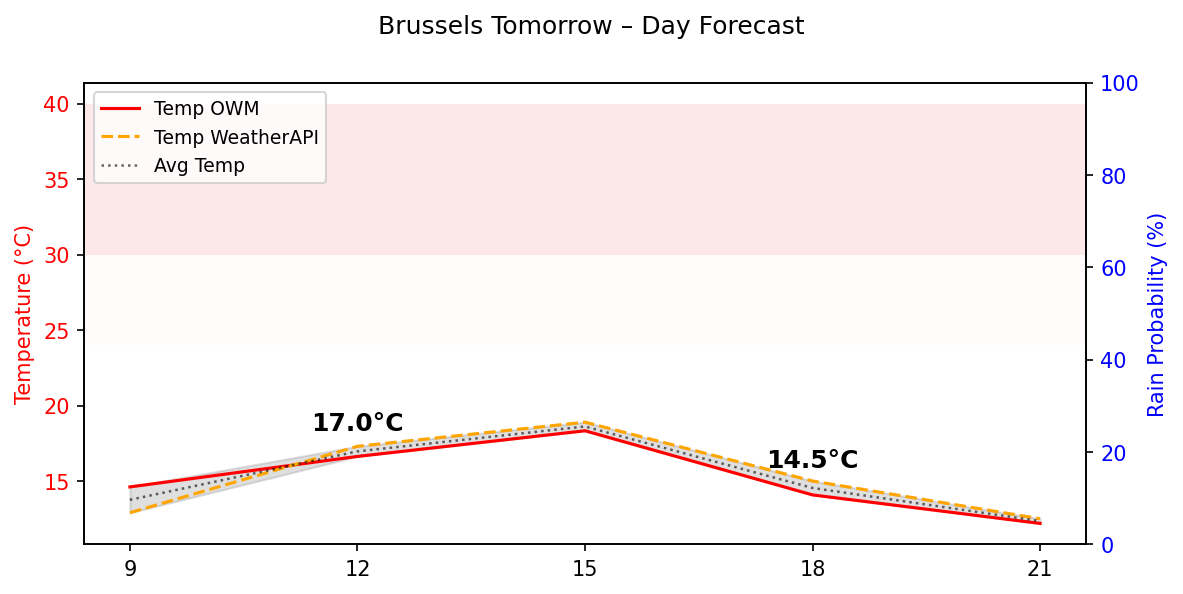 Brussels Tomorrow – Day Forecast
Temp OWM
Temp WeatherAPI
Avg Temp
Temperature (°C)
40
35
30
25
20
15
17.0°C
14.5°C
100
80
60
40
20
0
Rain Probability (%)
9
12
15
18
21